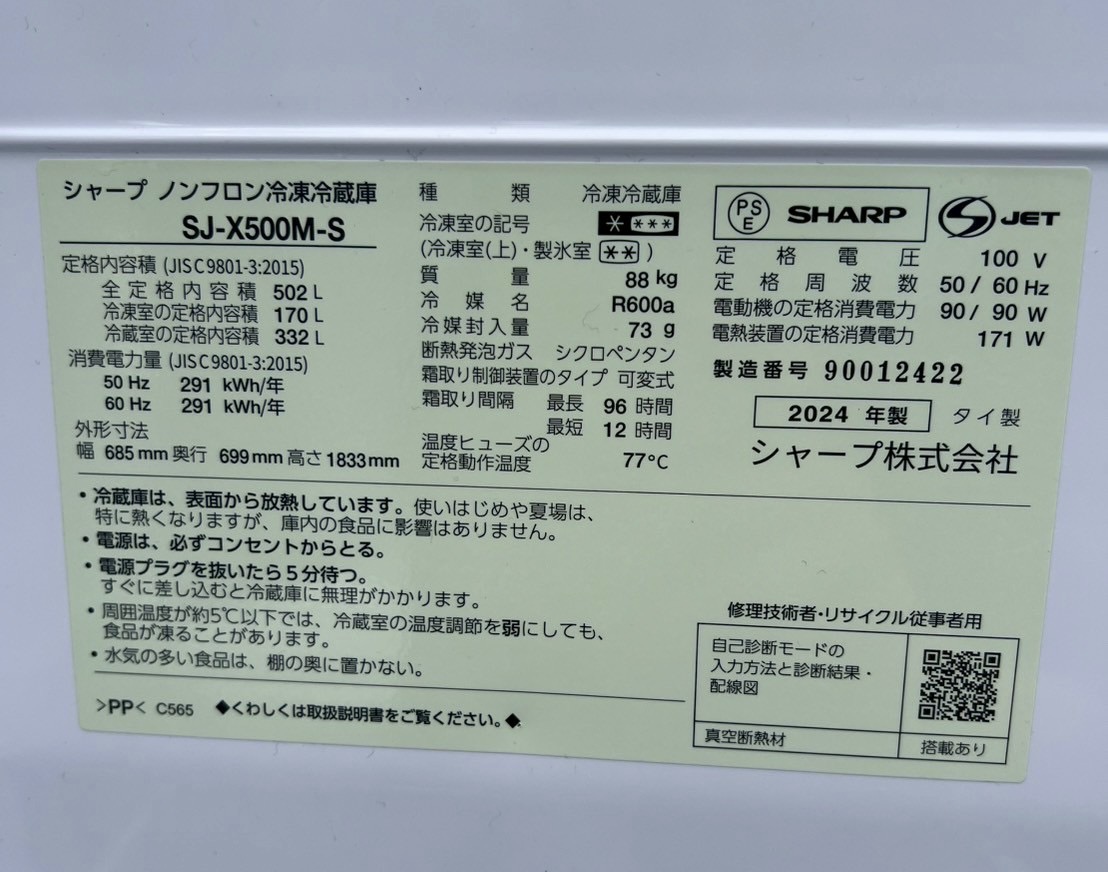 シャープ ノンフロン冷凍冷蔵庫
SJ-X500M-S
定格内容積 (JISC9801-3:2015)
全定格内容積 502 L
冷凍室の定格内容積 170 L
冷蔵室の定格内容積 332 L
消費電力量 (JISC9801-3:2015)
50 Hz 291 kWh/年
60 Hz 291 kWh/年
外形寸法
幅 685mm 奥行 699mm 高さ 1833mm
種類 冷凍冷蔵庫
冷凍室の記号 * ***
(冷凍室(上)・製氷室 ** )
質量 88 kg
冷媒名 R600a
冷媒封入量 73 g
断熱発泡ガス シクロペンタン
霜取り制御装置のタイプ 可変式
霜取り間隔 最長 96 時間
最短 12 時間
温度ヒューズの
定格動作温度 77℃
PSE SHARP S JET
定格電圧 100 V
定格周波数 50 / 60 Hz
電動機の定格消費電力 90 / 90 W
電熱装置の定格消費電力 171 W
製造番号 90012422
2024 年製 タイ製
シャープ株式会社
・冷蔵庫は、表面から放熱しています。使いはじめや夏場は、
特に熱くなりますが、庫内の食品に影響はありません。
・電源は、必ずコンセントからとる。
・電源プラグを抜いたら5分待つ。
すぐに差し込むと冷蔵庫に無理がかかります。
・周囲温度が約5℃以下では、冷蔵室の温度調節を弱にしても、
食品が凍ることがあります。
・水気の多い食品は、棚の奥に置かない。
>PP< C565 ◆くわしくは取扱説明書をご覧ください。◆
修理技術者・リサイクル従事者用
自己診断モードの
入力方法と診断結果・
配線図
真空断熱材 搭載あり